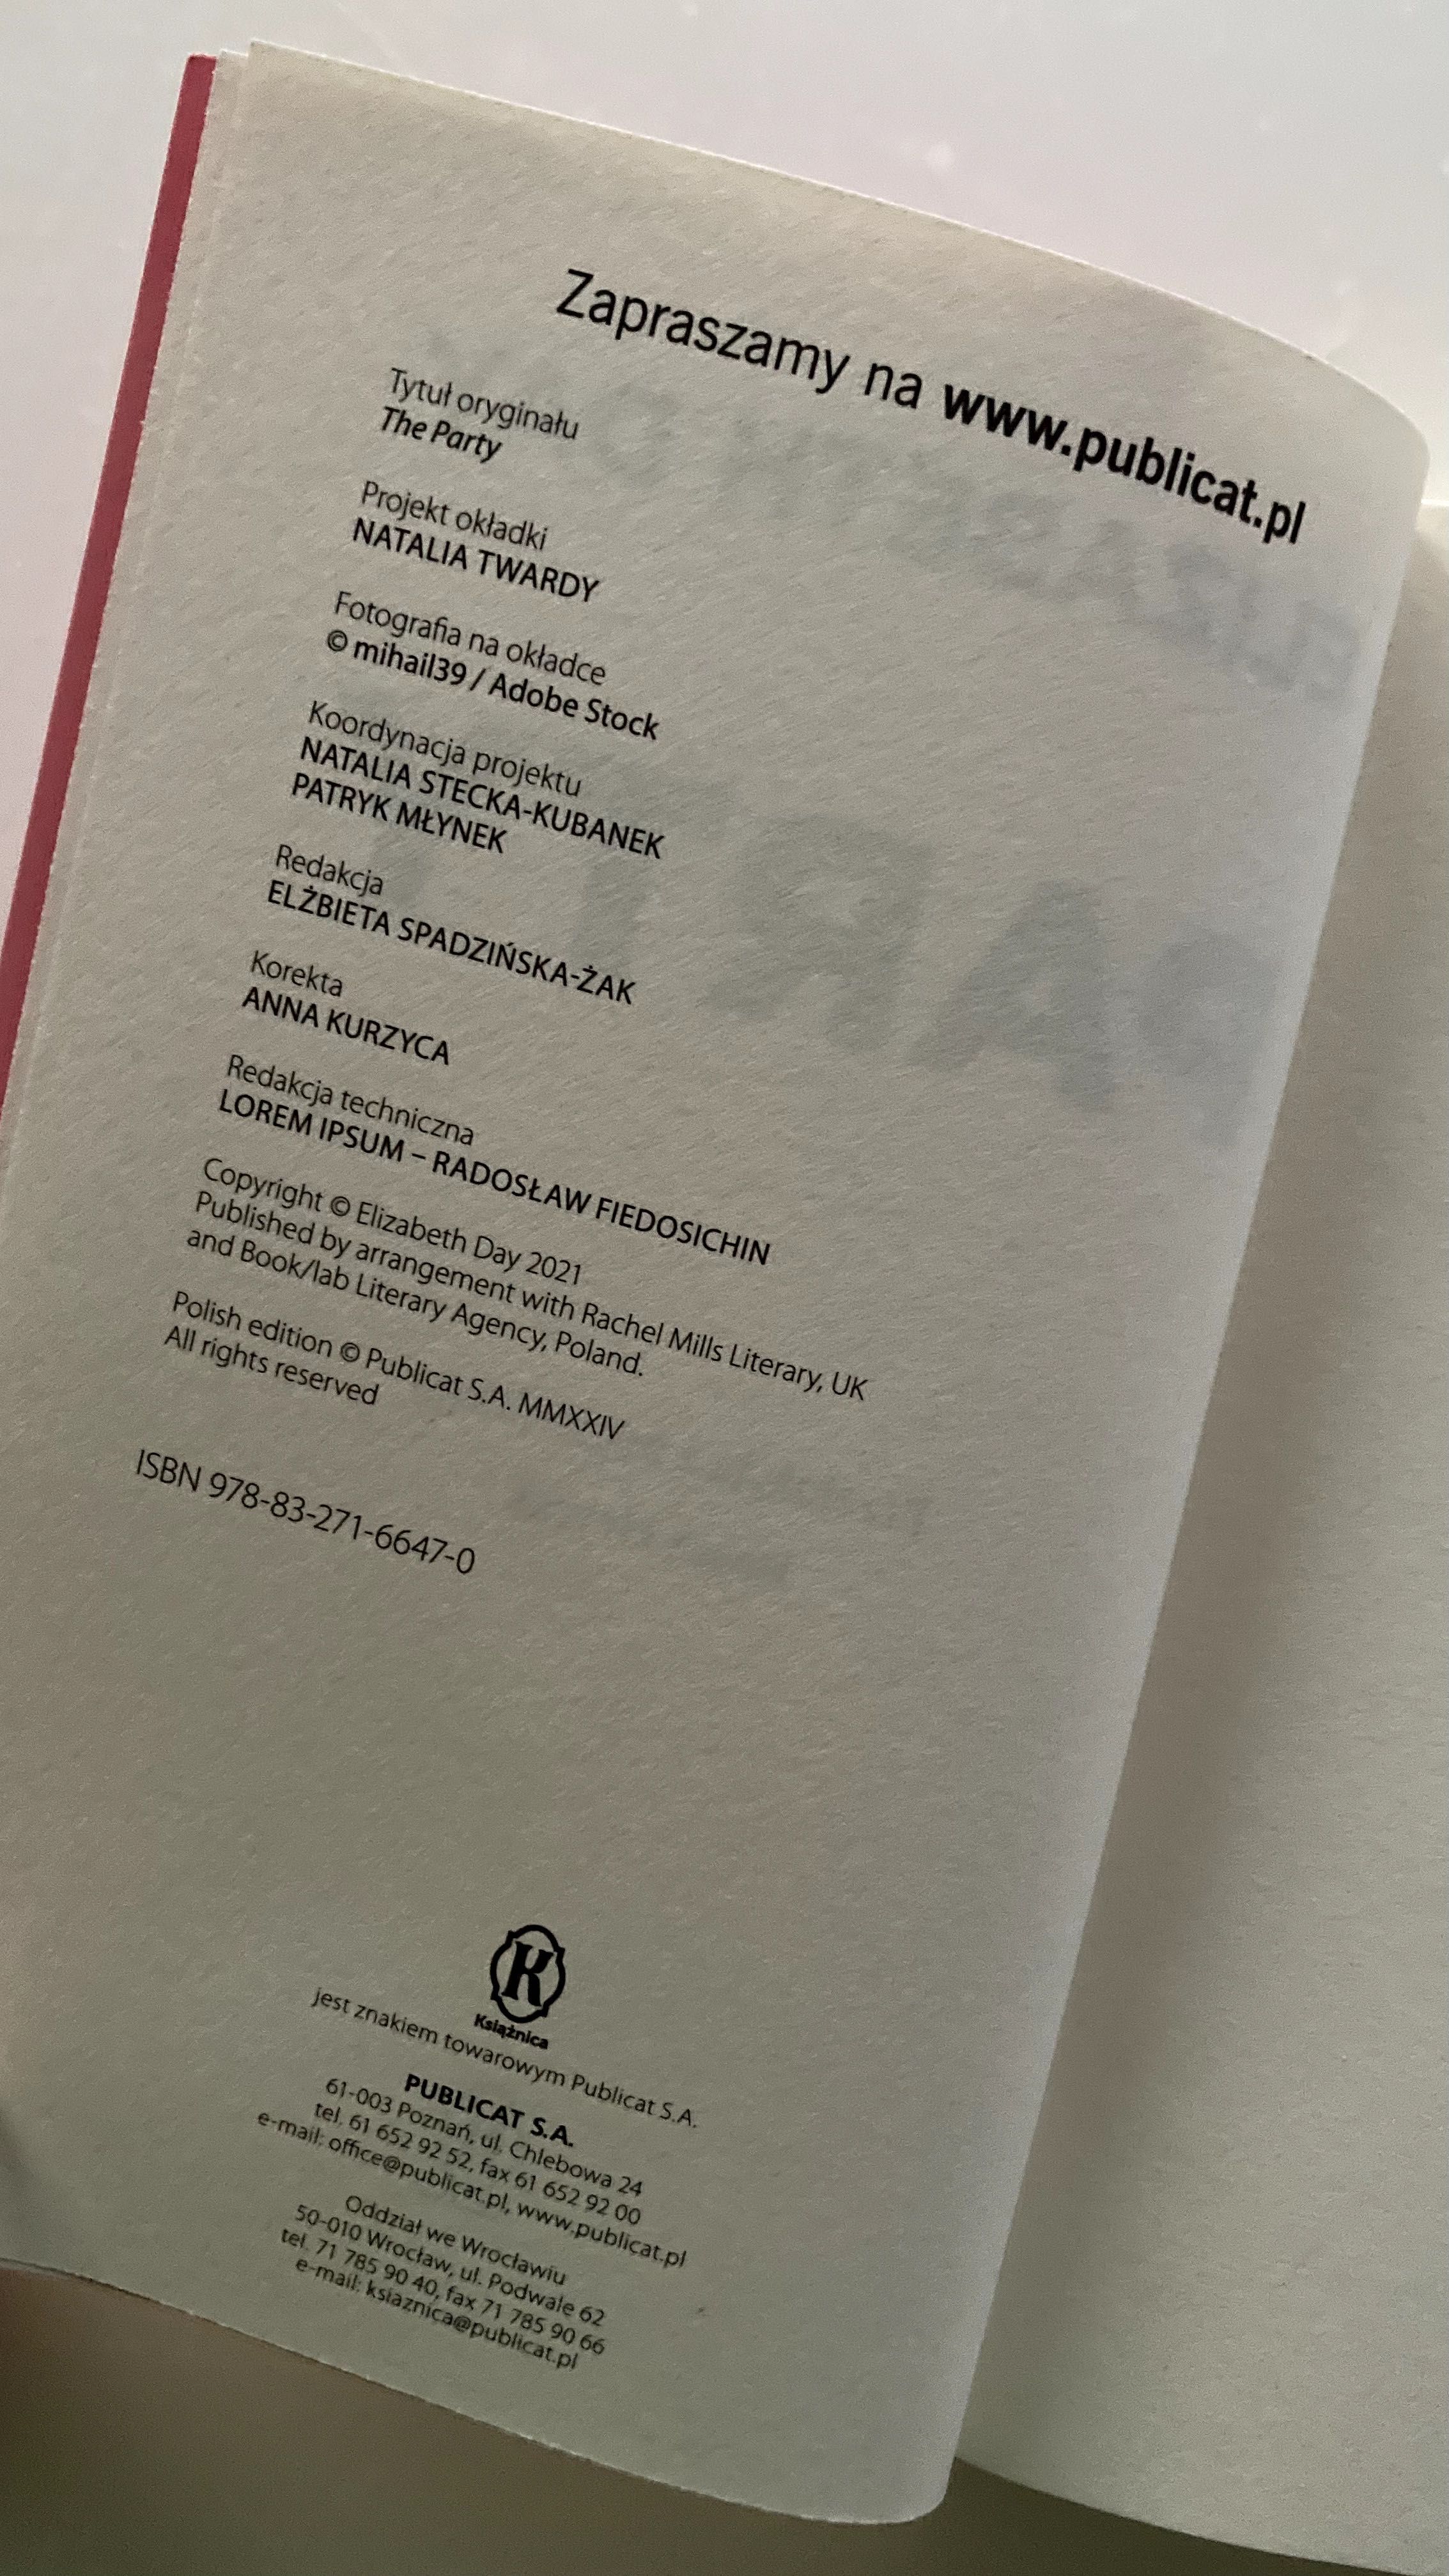 Zapraszamy na www.publicat.pl
Tytuł oryginału
The Party
Projekt okładki
NATALIA TWARDY
Fotografia na okładce
© mihail39 / Adobe Stock
Koordynacja projektu
NATALIA STECKA-KUBANEK
PATRYK MŁYNEK
Redakcja
ELŻBIETA SPADZIŃSKA-ŻAK
Korekta
ANNA KURZYCA
Redakcja techniczna
LOREM IPSUM – RADOSŁAW FIEDOSICHIN
Copyright © Elizabeth Day 2021
Published by arrangement with Rachel Mills Literary, UK
and Book/lab Literary Agency, Poland.
Polish edition © Publicat S.A. MMXXIV
All rights reserved
ISBN 978-83-271-6647-0
K
Książnica
jest znakiem towarowym Publicat S.A.
PUBLICAT S.A.
61-003 Poznań, ul. Chlebowa 24
tel. 61 652 92 52, fax 61 652 92 00
e-mail: office@publicat.pl, www.publicat.pl
Oddział we Wrocławiu
50-010 Wrocław, ul. Podwale 62
tel. 71 785 90 40, fax 71 785 90 66
e-mail: ksiaznica@publicat.pl